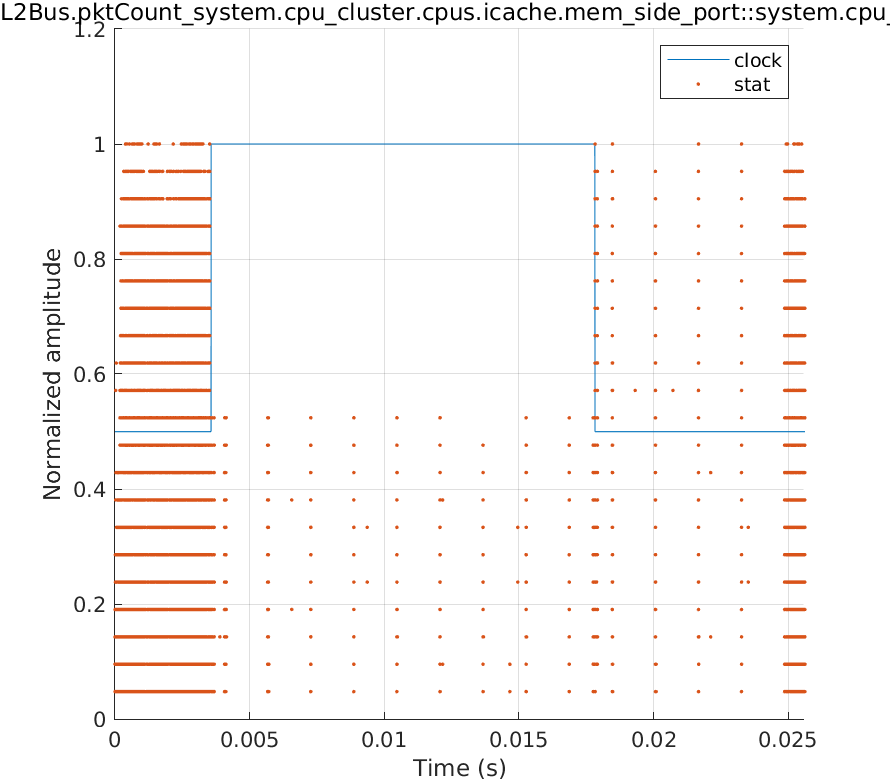 L2Bus.pktCount_system.cpu_cluster.cpus.icache.mem_side_port::system.cpu_
1.2
clock
stat
1
0.8
0.6
0.4
0.2
0
Normalized amplitude
0
0.005
0.01
0.015
0.02
0.025
Time (s)